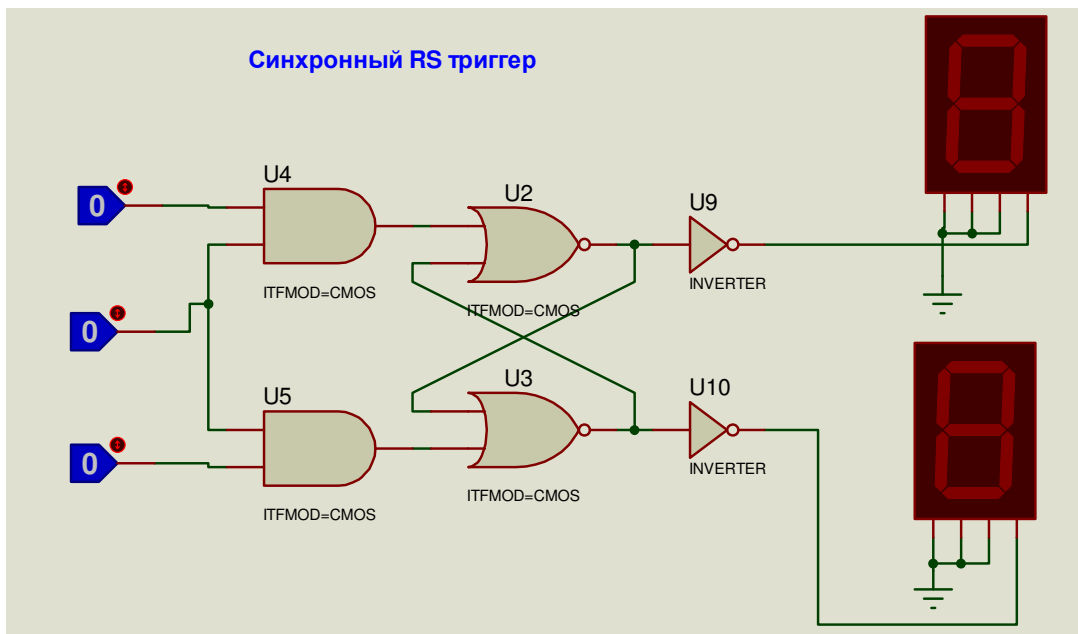 Синхронный RS триггер
U4
0
ITFMOD=CMOS
U2
ITFMOD=CMOS
U9
INVERTER
0
U5
0
ITFMOD=CMOS
U3
ITFMOD=CMOS
U10
INVERTER